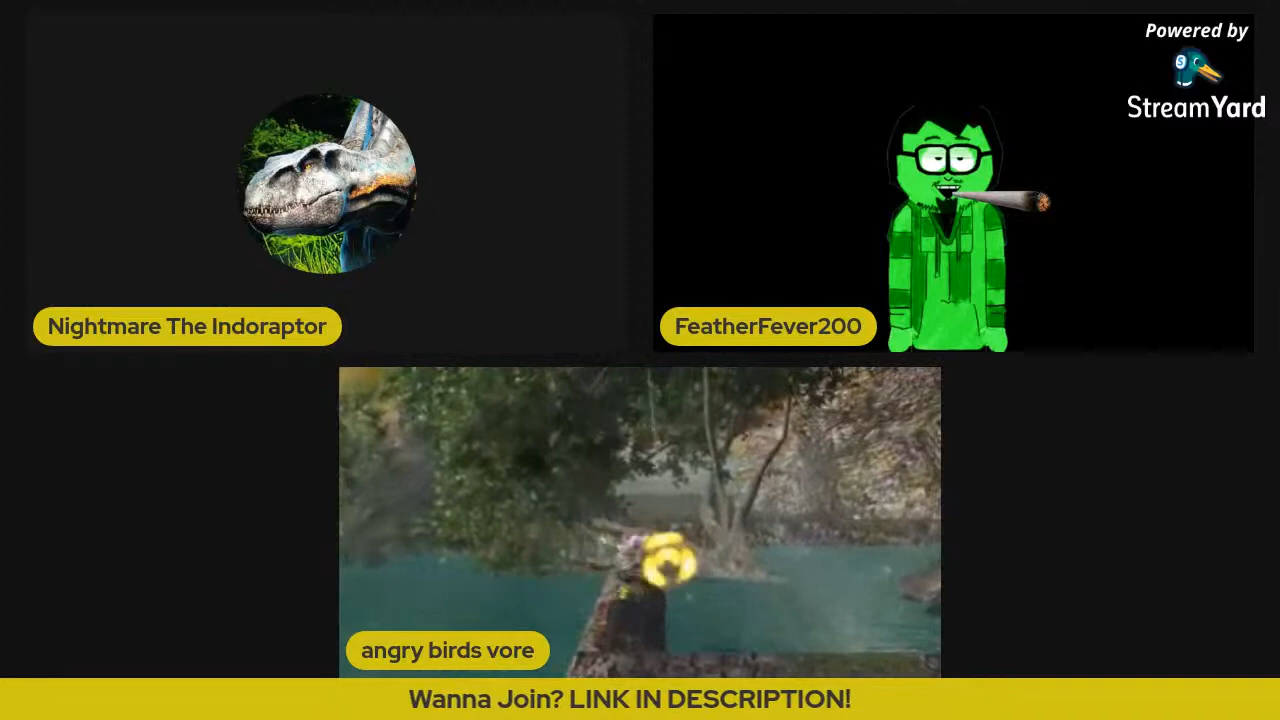 Powered by
StreamYard
Nightmare The Indoraptor
FeatherFever200
angry birds vore
Wanna Join? LINK IN DESCRIPTION!